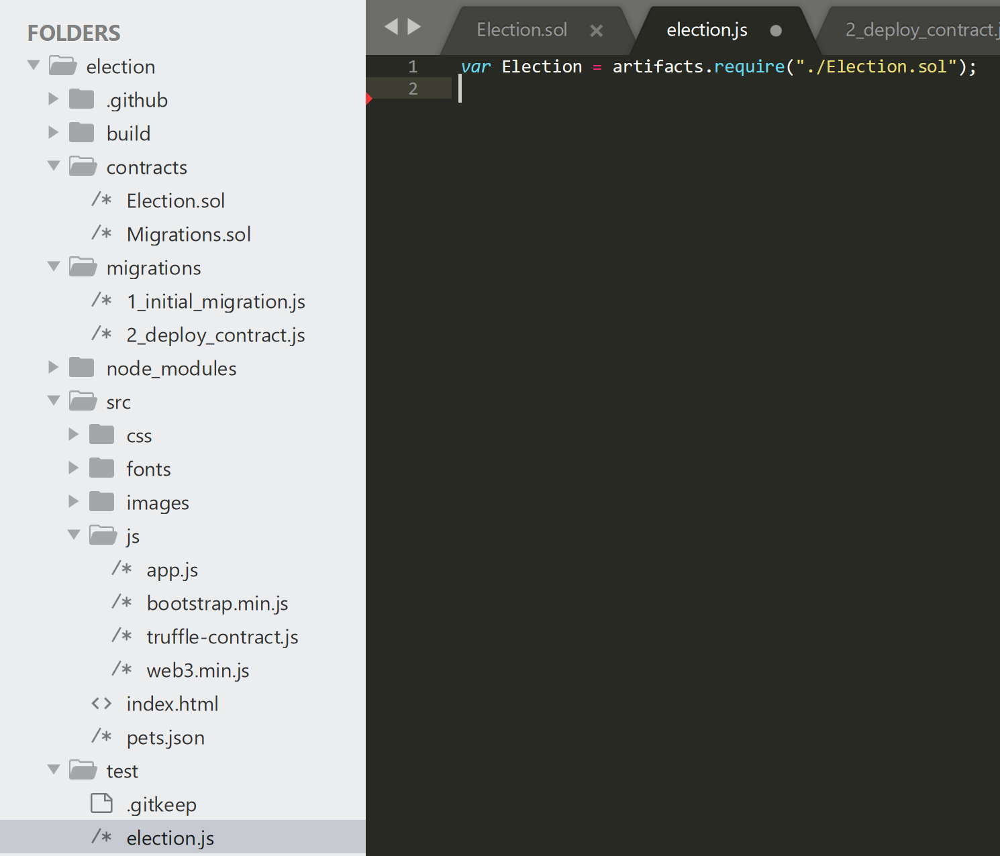 FOLDERS
election
.github
build
contracts
Election.sol
Migrations.sol
migrations
1_initial_migration.js
2_deploy_contract.js
node_modules
src
css
fonts
images
js
app.js
bootstrap.min.js
truffle-contract.js
web3.min.js
index.html
pets.json
test
.gitkeep
election.js
Election.sol
election.js
2_deploy_contract.j
1 var Election = artifacts.require("./Election.sol");
2